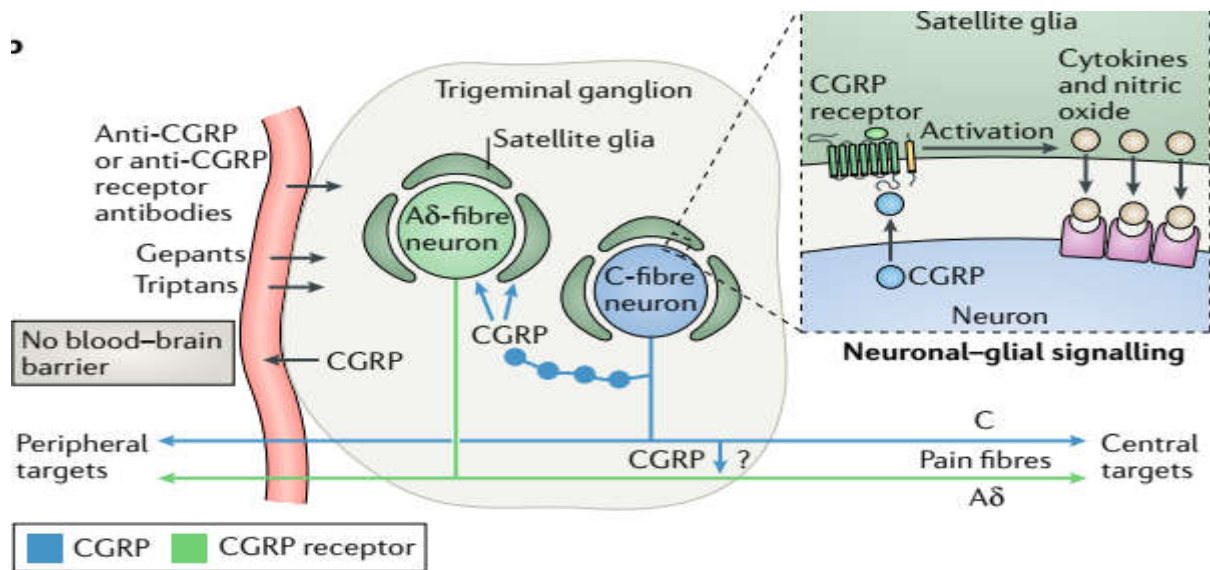 b
Trigeminal ganglion
Satellite glia
Anti-CGRP
or anti-CGRP
receptor
antibodies
Gepants
Triptans
No blood–brain
barrier
CGRP
Aδ-fibre
neuron
C-fibre
neuron
CGRP
Satellite glia
CGRP
receptor
Activation
Cytokines
and nitric
oxide
CGRP
Neuron
Neuronal–glial signalling
Peripheral
targets
C
CGRP
?
Pain fibres
Aδ
Central
targets
CGRP
CGRP receptor